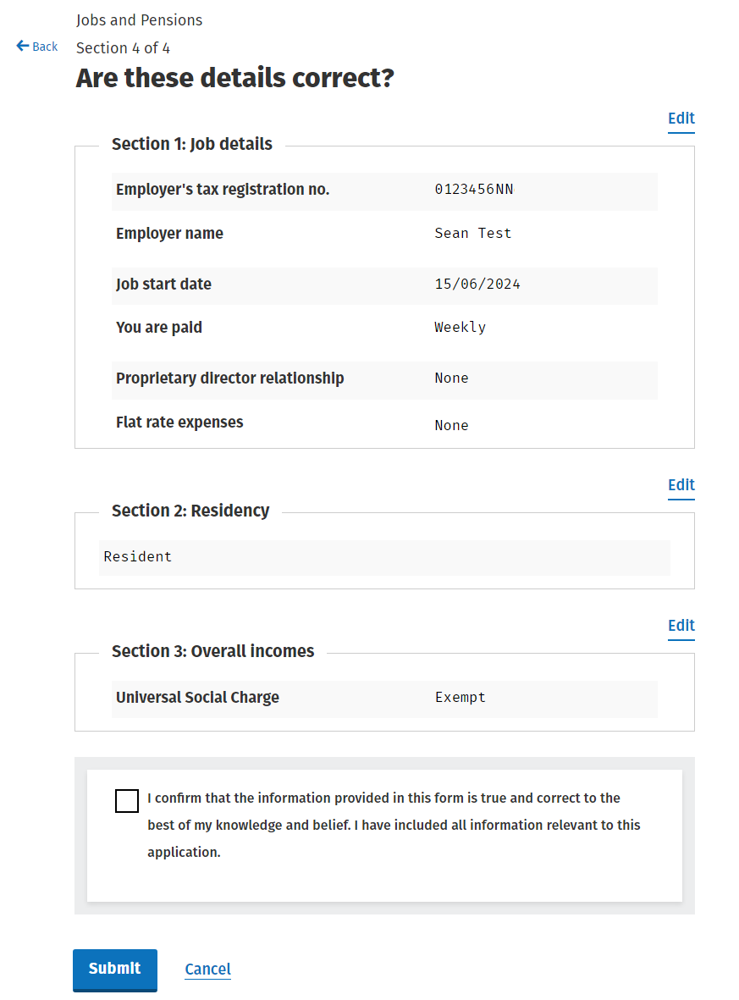 Jobs and Pensions
Back
Section 4 of 4
Are these details correct?
Edit
Section 1: Job details
Employer's tax registration no. 0123456NN
Employer name Sean Test
Job start date 15/06/2024
You are paid Weekly
Proprietary director relationship None
Flat rate expenses None
Edit
Section 2: Residency
Resident
Edit
Section 3: Overall incomes
Universal Social Charge Exempt
I confirm that the information provided in this form is true and correct to the
best of my knowledge and belief. I have included all information relevant to this
application.
Submit Cancel